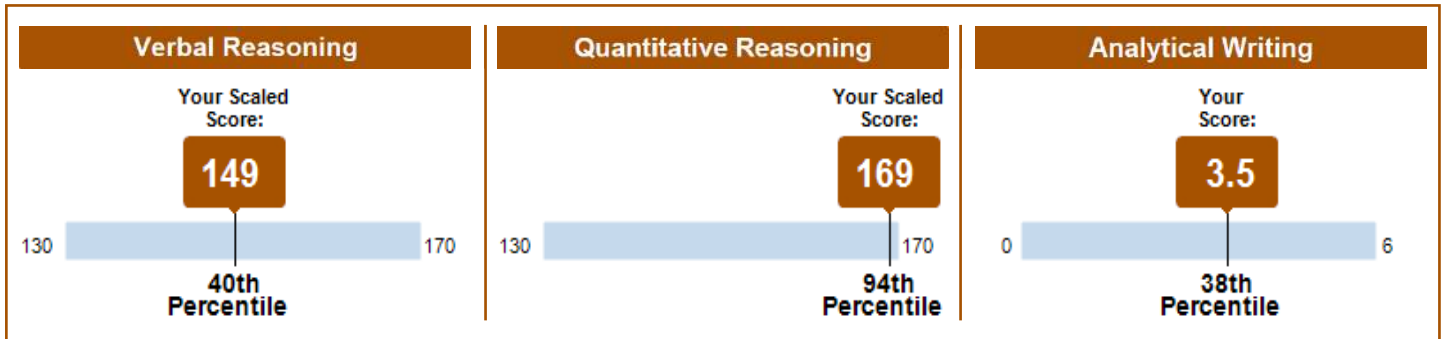 Verbal Reasoning
Your Scaled
Score:
149
130
170
40th
Percentile
Quantitative Reasoning
Your Scaled
Score:
169
130
170
94th
Percentile
Analytical Writing
Your
Score:
3.5
0
6
38th
Percentile